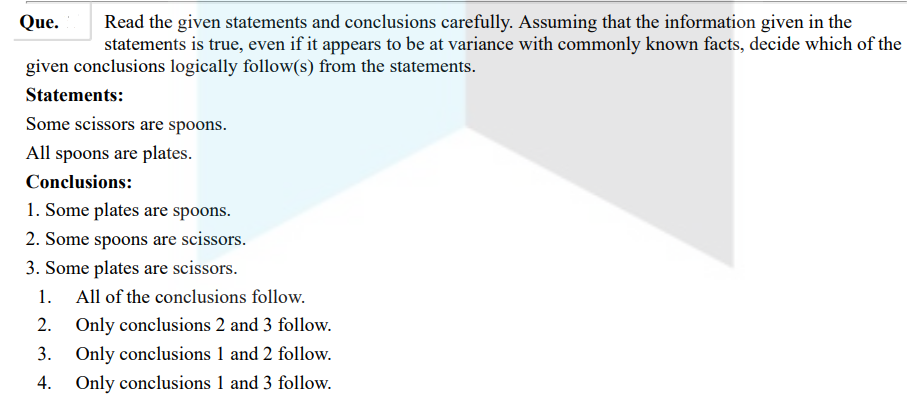 Que. Read the given statements and conclusions carefully. Assuming that the information given in the
statements is true, even if it appears to be at variance with commonly known facts, decide which of the
given conclusions logically follow(s) from the statements.
Statements:
Some scissors are spoons.
All spoons are plates.
Conclusions:
1. Some plates are spoons.
2. Some spoons are scissors.
3. Some plates are scissors.
1. All of the conclusions follow.
2. Only conclusions 2 and 3 follow.
3. Only conclusions 1 and 2 follow.
4. Only conclusions 1 and 3 follow.